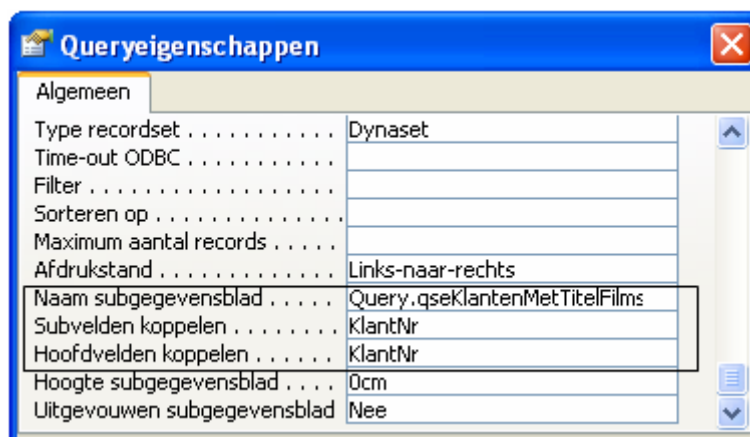 Queryeigenschappen
Algemeen
Type recordset . . . . . . . . . . . Dynaset
Time-out ODBC . . . . . . . . . . .
Filter . . . . . . . . . . . . . . . . . .
Sorteren op . . . . . . . . . . . . . .
Maximum aantal records . . . . .
Afdrukstand . . . . . . . . . . . . . Links-naar-rechts
Naam subgegevensblad . . . . . Query.qseKlantenMetTitelFilms
Subvelden koppelen . . . . . . . . KlantNr
Hoofdvelden koppelen . . . . . . KlantNr
Hoogte subgegevensblad . . . . 0cm
Uitgevouwen subgegevensblad Nee